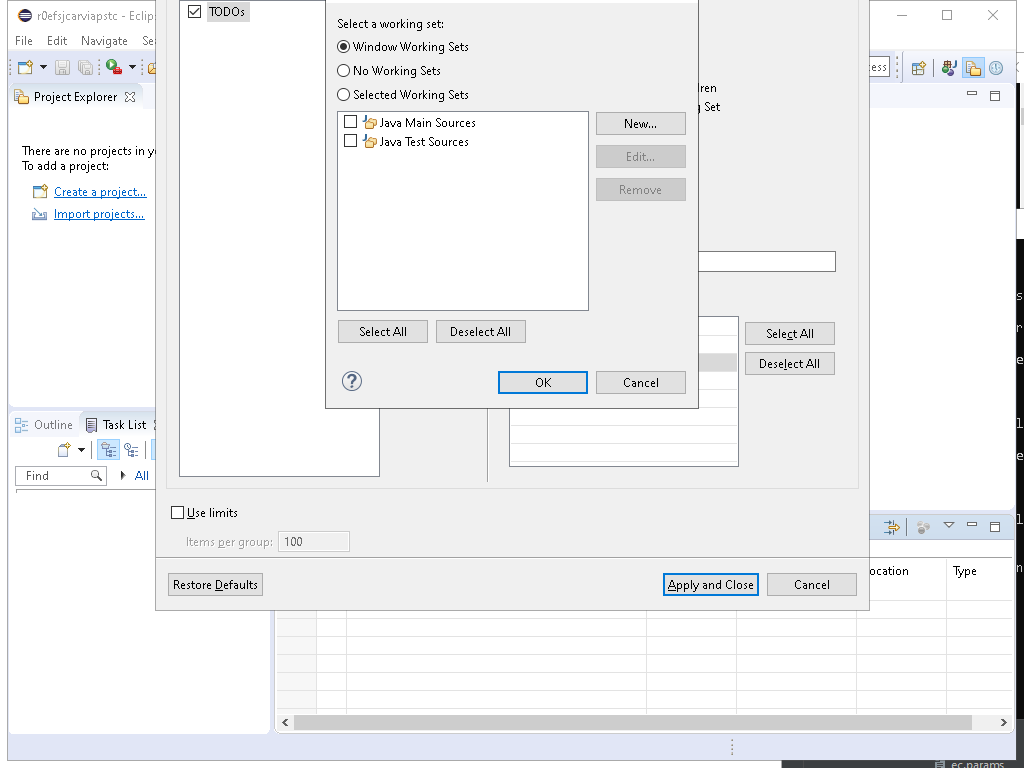 r0efsjcarviapstc - Eclip
File Edit Navigate Se
ess
Project Explorer
There are no projects in y
To add a project:
Create a project...
Import projects...
Outline
Task List
Find
All
TODOs
Select a working set:
Window Working Sets
No Working Sets
Selected Working Sets
Java Main Sources
Java Test Sources
New...
Edit...
Remove
Select All
Deselect All
?
OK
Cancel
dren
g Set
Select All
Deselect All
Use limits
Items per group: 100
Restore Defaults
Apply and Close
Cancel
ocation
Type
ec.params